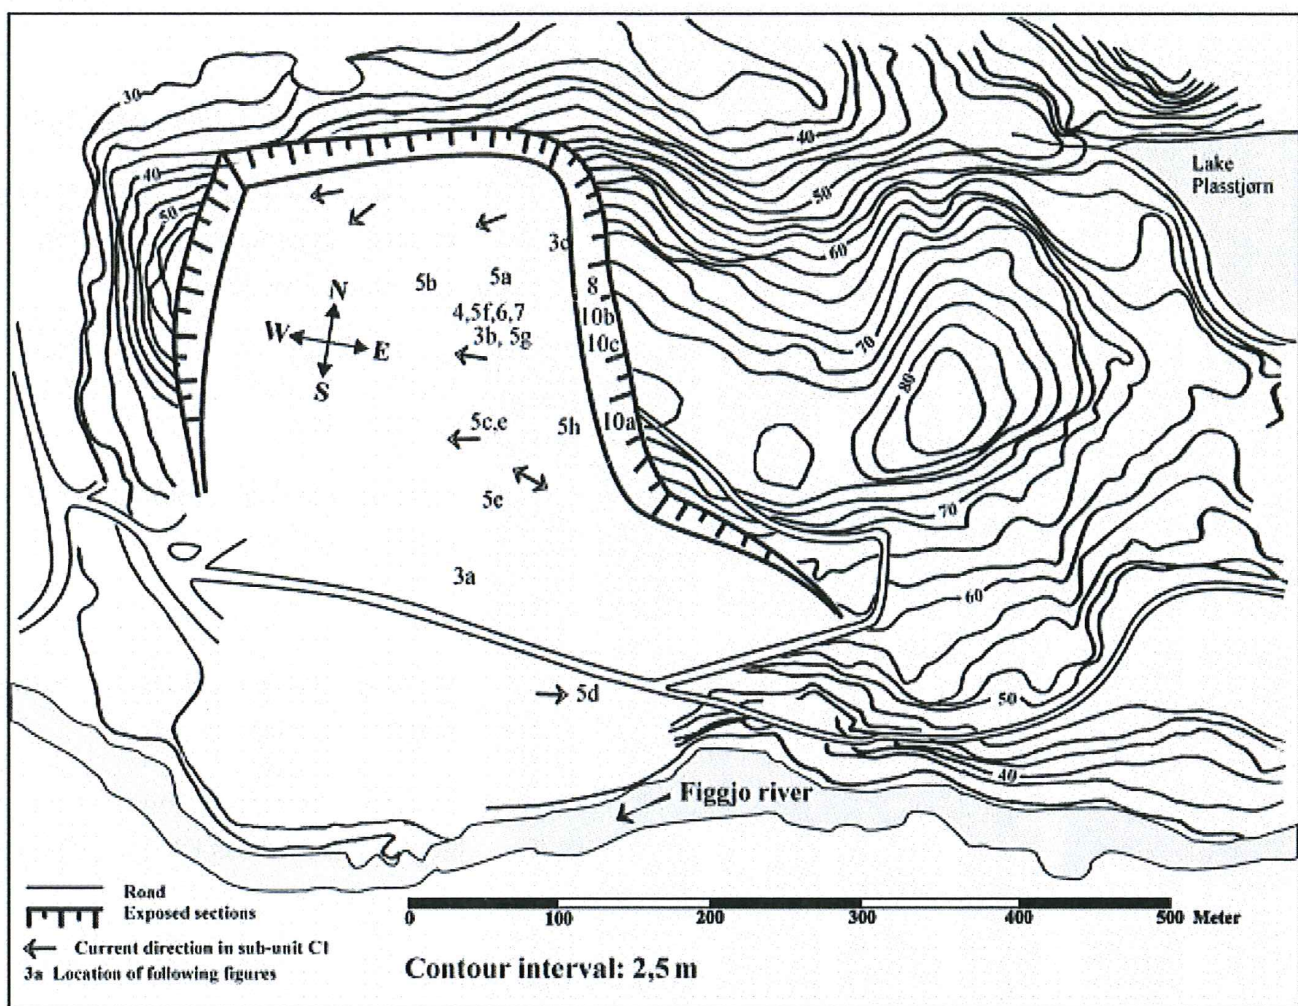 30
40
40
50
50
Lake
Plasstjørn
60
3c
5b
5a
8
N
4,5f,6,7
10b
W
3b, 5g
10c
70
E
S
80
5c,e
5h
10a
5e
70
3a
60
5d
50
40
Figgjo river
Road
Exposed sections
0
100
200
300
400
500 Meter
Current direction in sub-unit C1
3a Location of following figures
Contour interval: 2,5 m